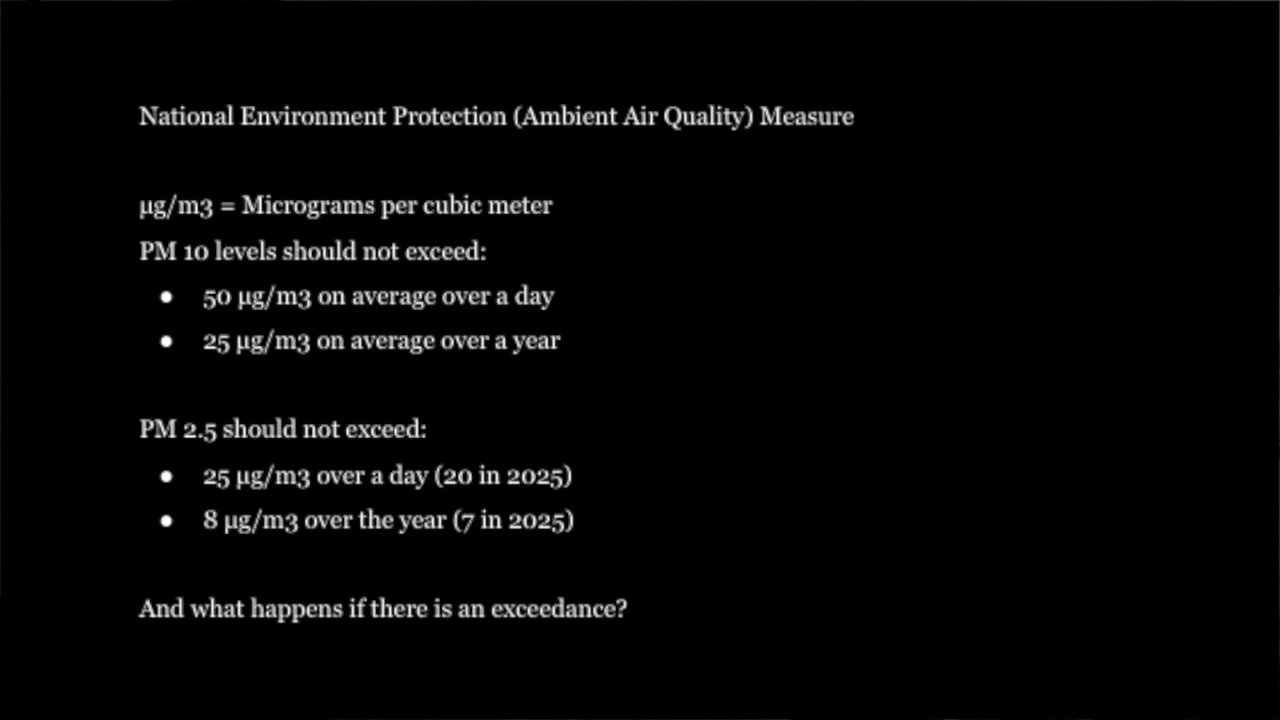 National Environment Protection (Ambient Air Quality) Measure
µg/m3 = Micrograms per cubic meter
PM 10 levels should not exceed:
● 50 µg/m3 on average over a day
● 25 µg/m3 on average over a year
PM 2.5 should not exceed:
● 25 µg/m3 over a day (20 in 2025)
● 8 µg/m3 over the year (7 in 2025)
And what happens if there is an exceedance?